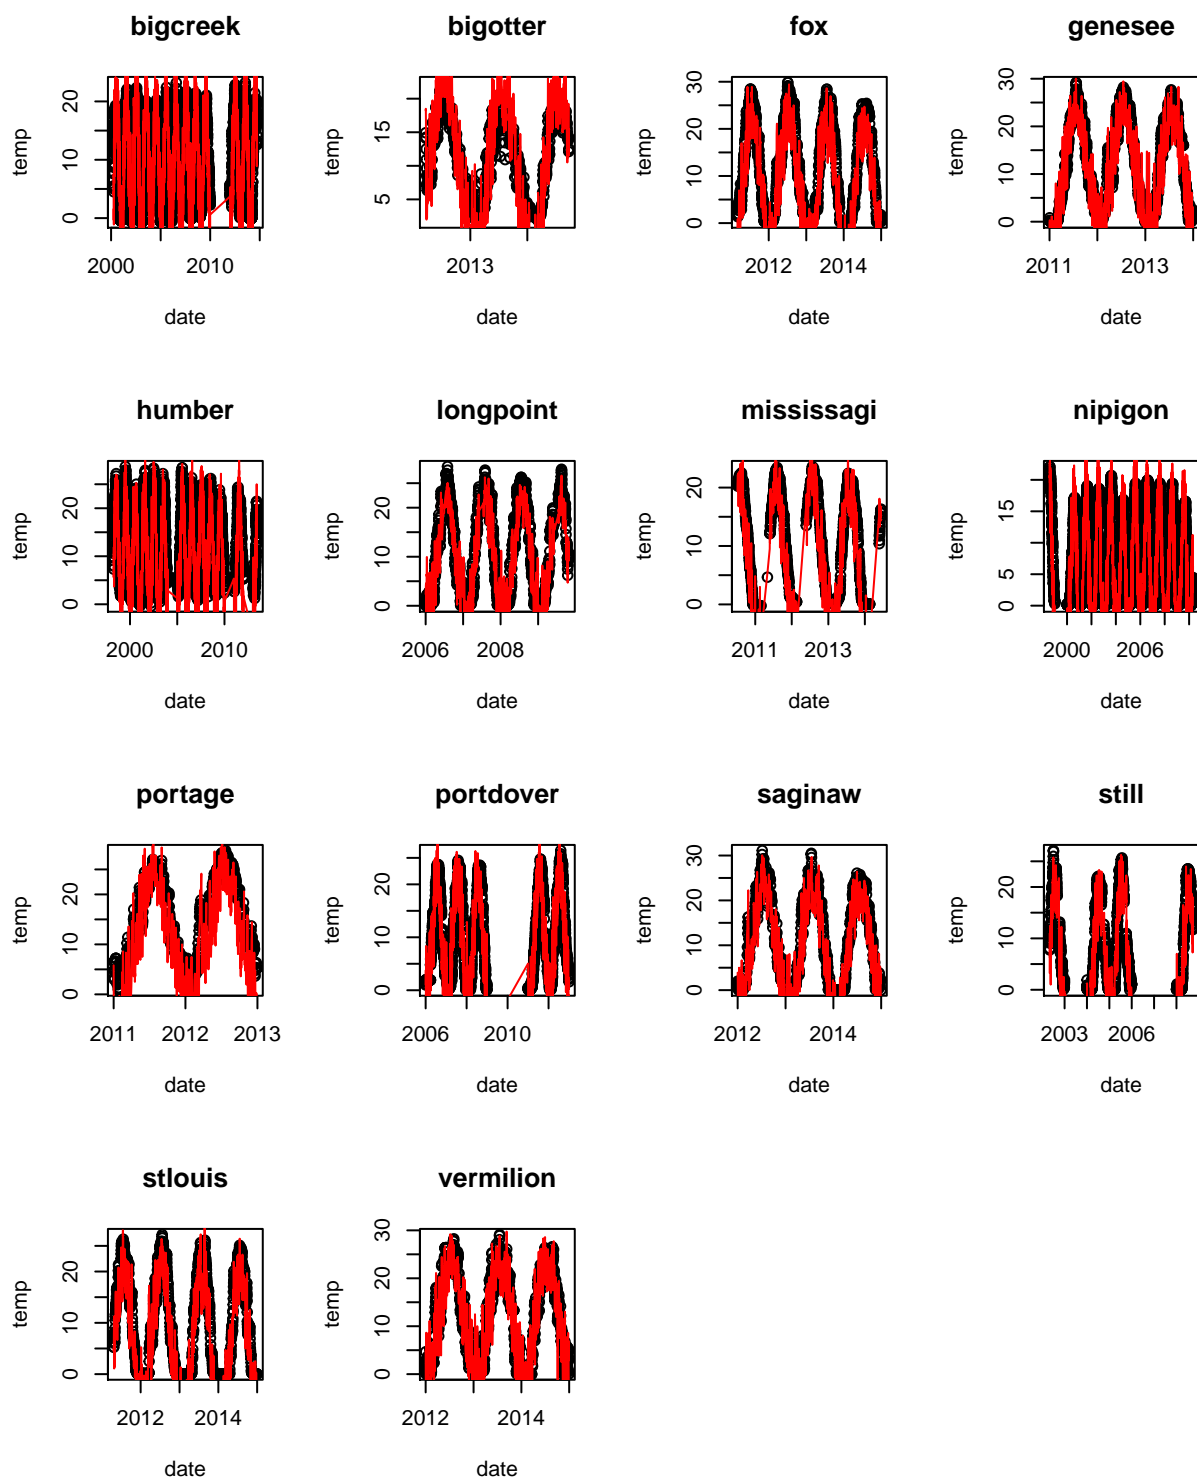 bigcreek
temp
0
10
20
2000
2010
date
bigotter
temp
5
15
2013
date
fox
temp
0
10
20
30
2012
2014
date
genesee
temp
0
10
20
30
2011
2013
date
humber
temp
0
10
20
2000
2010
date
longpoint
temp
0
10
20
2006
2008
date
mississagi
temp
0
10
20
2011
2013
date
nipigon
temp
0
5
15
2000
2006
date
portage
temp
0
10
20
2011
2012
2013
date
portdover
temp
0
10
20
2006
2010
date
saginaw
temp
0
10
20
30
2012
2014
date
still
temp
0
10
20
2003
2006
date
stlouis
temp
0
10
20
2012
2014
date
vermilion
temp
0
10
20
30
2012
2014
date